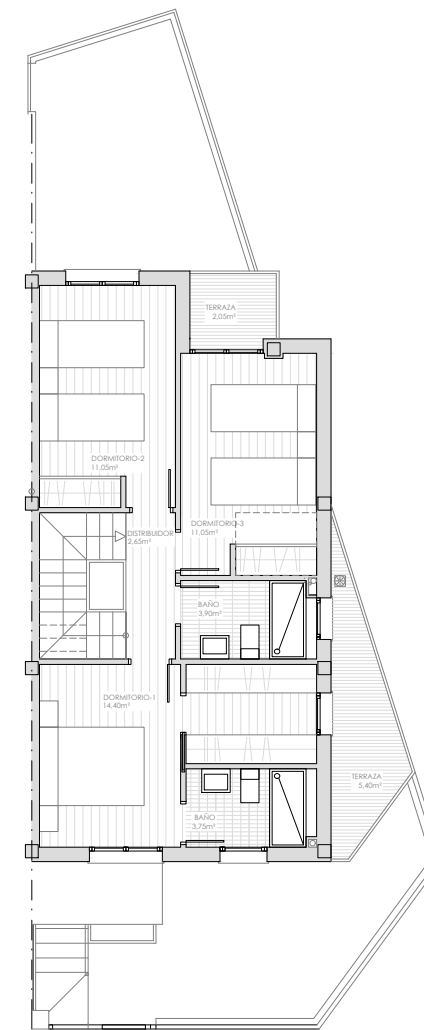 TERRAZA
2,05m²
DORMITORIO-2
11,05m²
DORMITORIO-3
11,05m²
DISTRIBUIDOR
2,65m²
BAÑO
3,90m²
DORMITORIO-1
14,40m²
TERRAZA
5,40m²
BAÑO
3,75m²